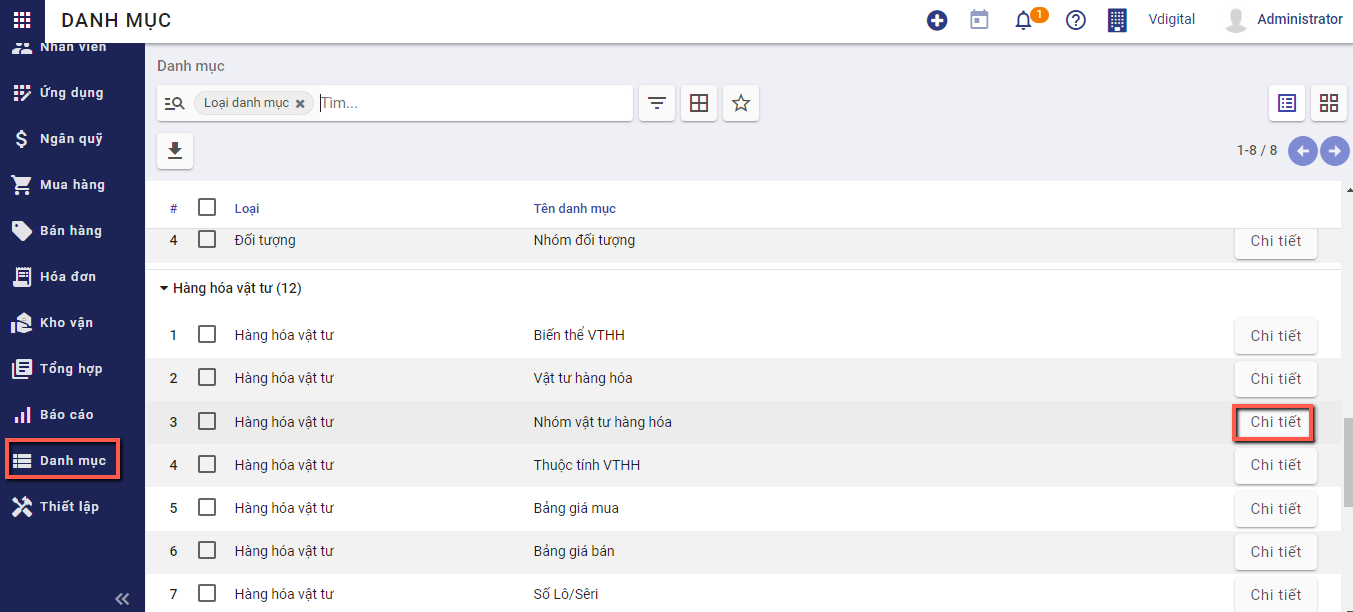 DANH MỤC
1
Vdigital
Administrator
Nhân viên
Ứng dụng
Ngân quỹ
Mua hàng
Bán hàng
Hóa đơn
Kho vận
Tổng hợp
Báo cáo
Danh mục
Thiết lập
Danh mục
Loại danh mục × Tìm...
1-8 / 8
# Loại Tên danh mục
4 Đối tượng Nhóm đối tượng Chi tiết
Hàng hóa vật tư (12)
1 Hàng hóa vật tư Biến thể VTHH Chi tiết
2 Hàng hóa vật tư Vật tư hàng hóa Chi tiết
3 Hàng hóa vật tư Nhóm vật tư hàng hóa Chi tiết
4 Hàng hóa vật tư Thuộc tính VTHH Chi tiết
5 Hàng hóa vật tư Bảng giá mua Chi tiết
6 Hàng hóa vật tư Bảng giá bán Chi tiết
7 Hàng hóa vật tư Số Lô/Sêri Chi tiết